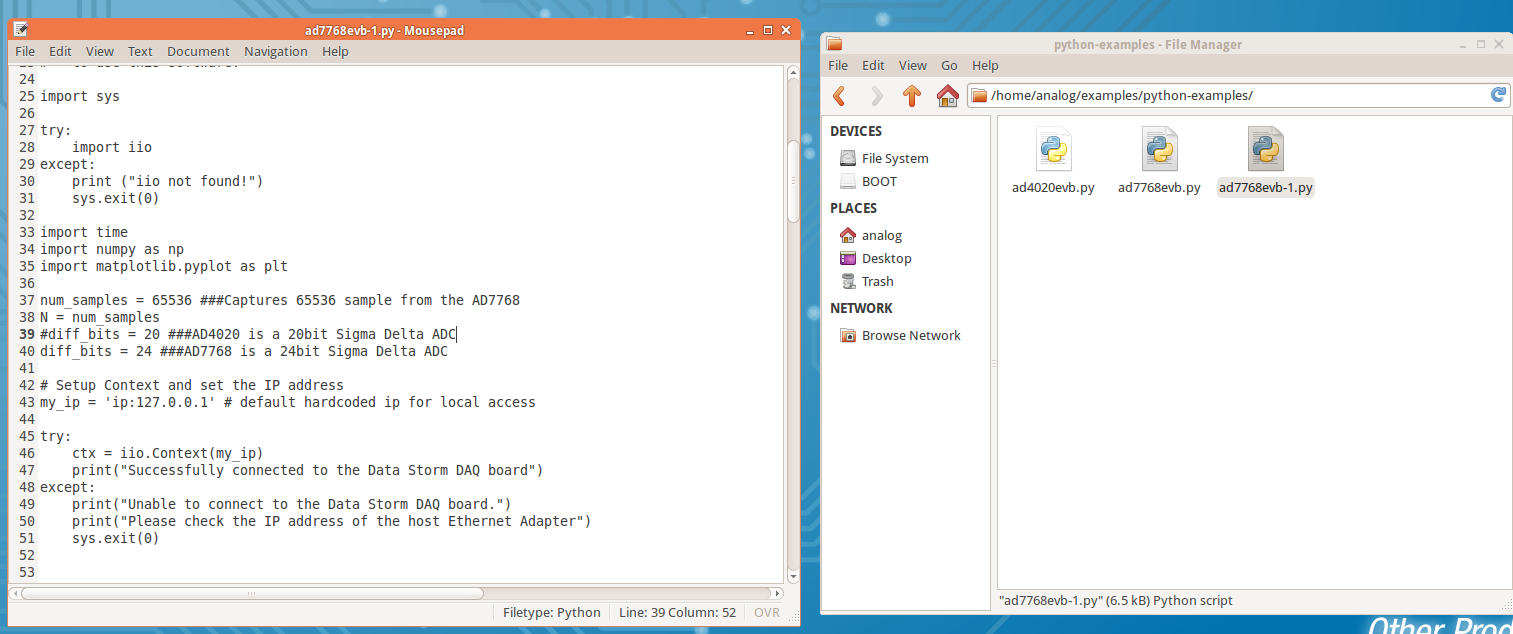 ad7768evb-1.py - Mousepad
File Edit View Text Document Navigation Help
24
25 import sys
26
27 try:
28     import iio
29 except:
30     print ("iio not found!")
31     sys.exit(0)
32
33 import time
34 import numpy as np
35 import matplotlib.pyplot as plt
36
37 num_samples = 65536 ###Captures 65536 sample from the AD7768
38 N = num_samples
39 #diff_bits = 20 ###AD4020 is a 20bit Sigma Delta ADC
40 diff_bits = 24 ###AD7768 is a 24bit Sigma Delta ADC
41
42 # Setup Context and set the IP address
43 my_ip = 'ip:127.0.0.1' # default hardcoded ip for local access
44
45 try:
46     ctx = iio.Context(my_ip)
47     print("Successfully connected to the Data Storm DAQ board")
48 except:
49     print("Unable to connect to the Data Storm DAQ board.")
50     print("Please check the IP address of the host Ethernet Adapter")
51     sys.exit(0)
52
53
Filetype: Python Line: 39 Column: 52 OVR
python-examples - File Manager
File Edit View Go Help
/home/analog/examples/python-examples/
DEVICES
File System
BOOT
PLACES
analog
Desktop
Trash
NETWORK
Browse Network
ad4020evb.py ad7768evb.py ad7768evb-1.py
"ad7768evb-1.py" (6.5 kB) Python script
Other